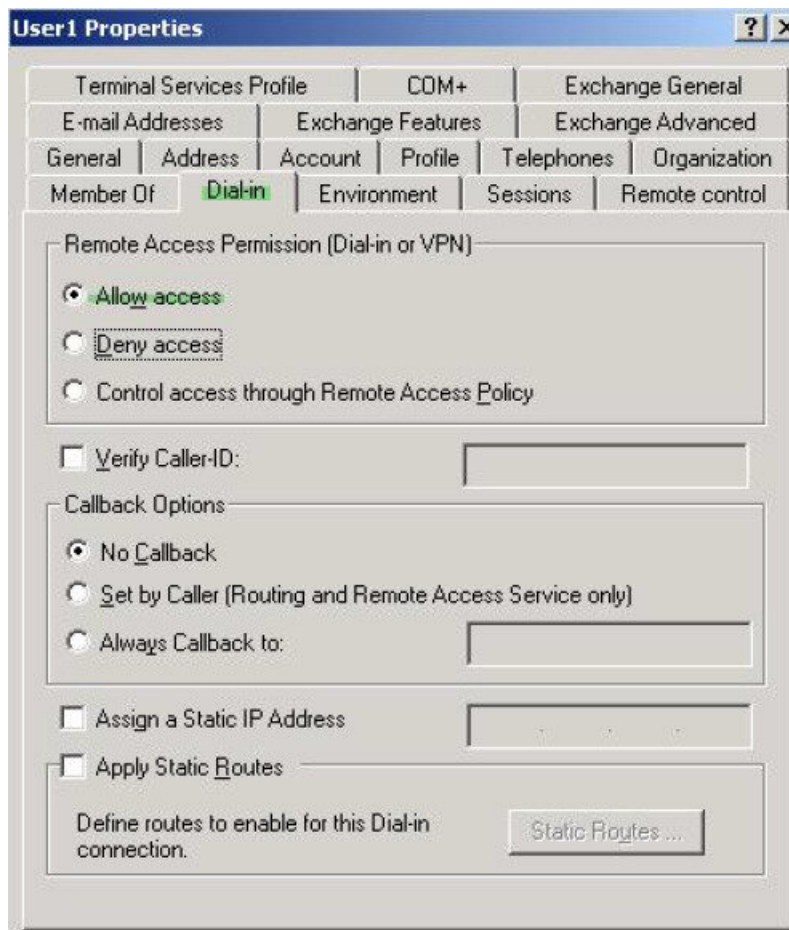 User1 Properties
Terminal Services Profile COM+ Exchange General
E-mail Addresses Exchange Features Exchange Advanced
General Address Account Profile Telephones Organization
Member Of Dial-in Environment Sessions Remote control
Remote Access Permission (Dial-in or VPN)
Allow access
Deny access
Control access through Remote Access Policy
Verify Caller-ID:
Callback Options
No Callback
Set by Caller (Routing and Remote Access Service only)
Always Callback to:
Assign a Static IP Address
Apply Static Routes
Define routes to enable for this Dial-in
connection.
Static Routes ...